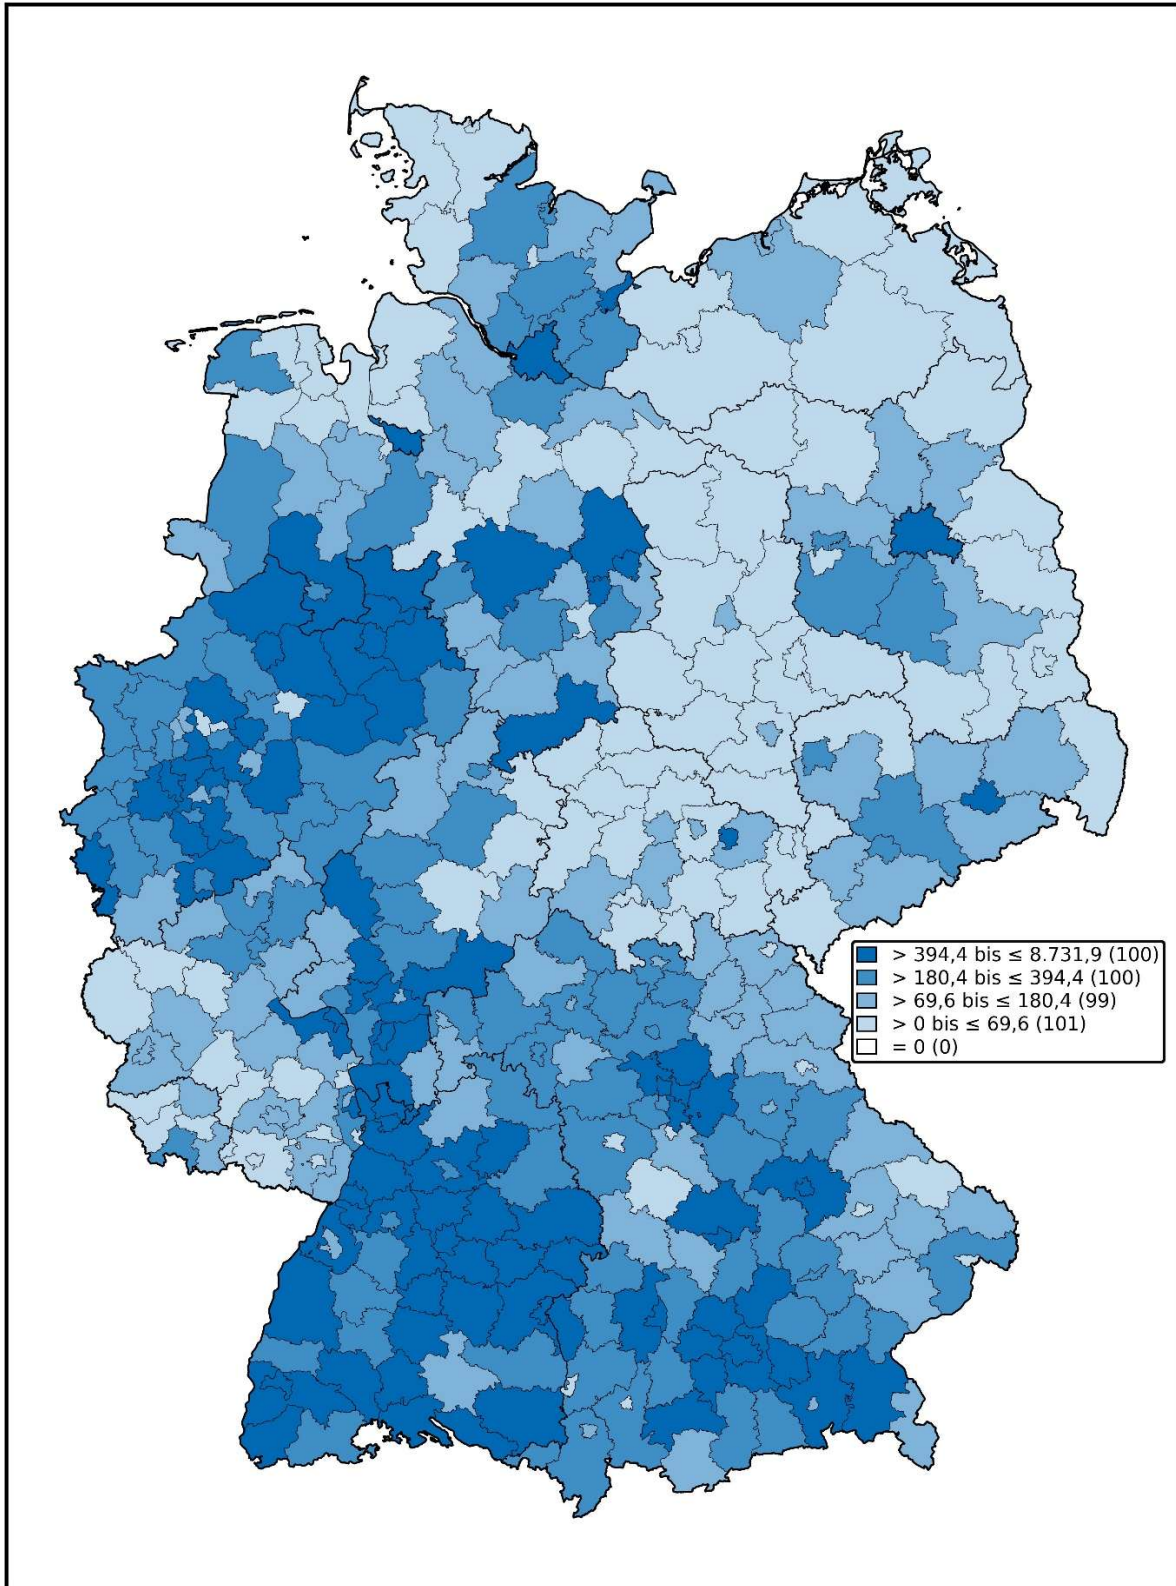 > 394,4 bis ≤ 8.731,9 (100)
> 180,4 bis ≤ 394,4 (100)
> 69,6 bis ≤ 180,4 (99)
> 0 bis ≤ 69,6 (101)
= 0 (0)